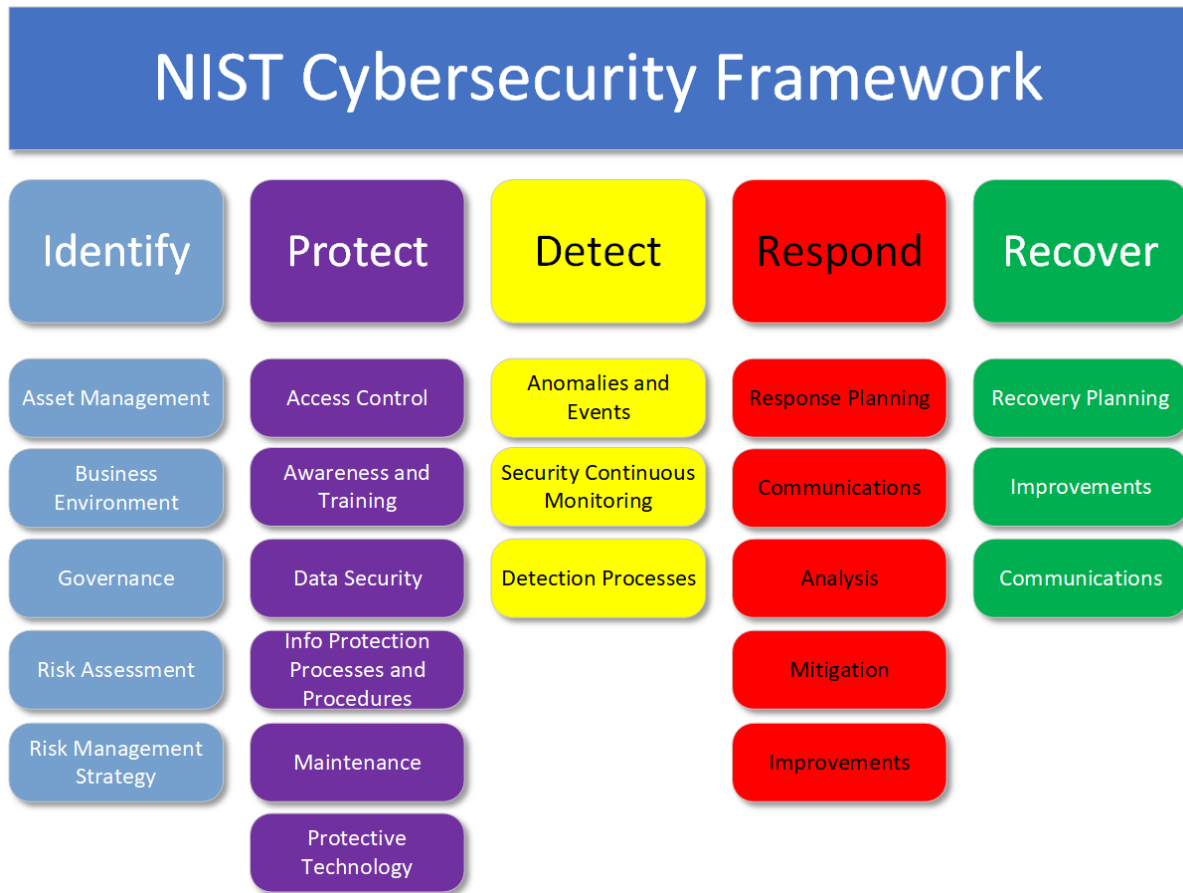 NIST Cybersecurity Framework
Identify
Protect
Detect
Respond
Recover
Asset Management
Business
Environment
Governance
Risk Assessment
Risk Management
Strategy
Access Control
Awareness and
Training
Data Security
Info Protection
Processes and
Procedures
Maintenance
Protective
Technology
Anomalies and
Events
Security Continuous
Monitoring
Detection Processes
Response Planning
Communications
Analysis
Mitigation
Improvements
Recovery Planning
Improvements
Communications